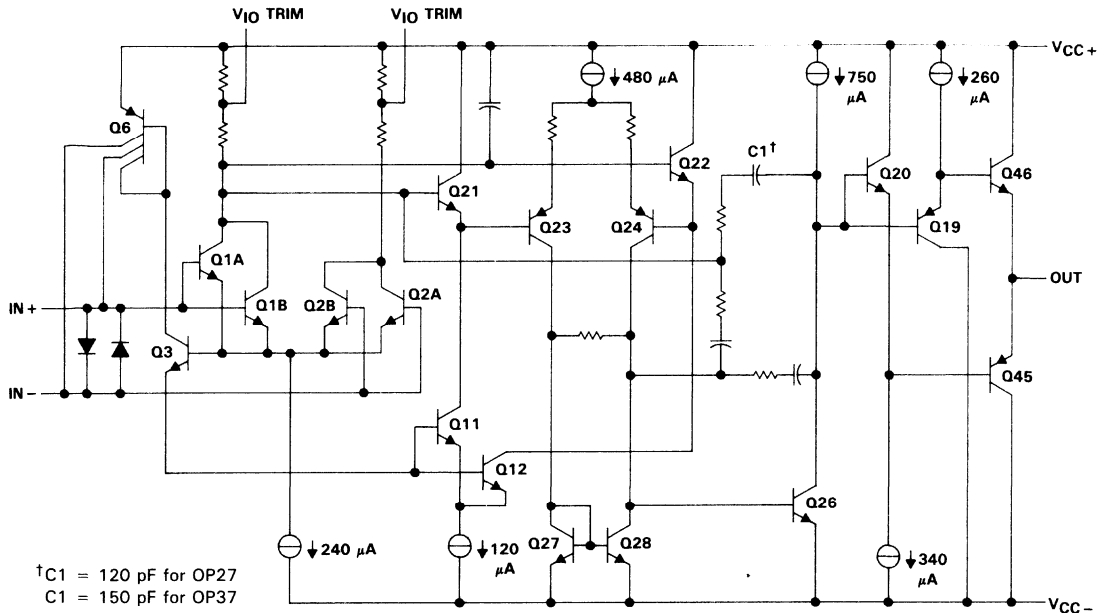 VIO TRIM
VIO TRIM
VCC+
480 μA
750 μA
260 μA
Q6
C1†
Q22
Q20
Q46
Q21
Q23
Q24
Q19
Q1A
OUT
Q2A
Q1B
Q2B
IN+
Q3
Q45
IN-
Q11
Q12
Q26
Q27
Q28
240 μA
120 μA
340 μA
†C1 = 120 pF for OP27
C1 = 150 pF for OP37
VCC-